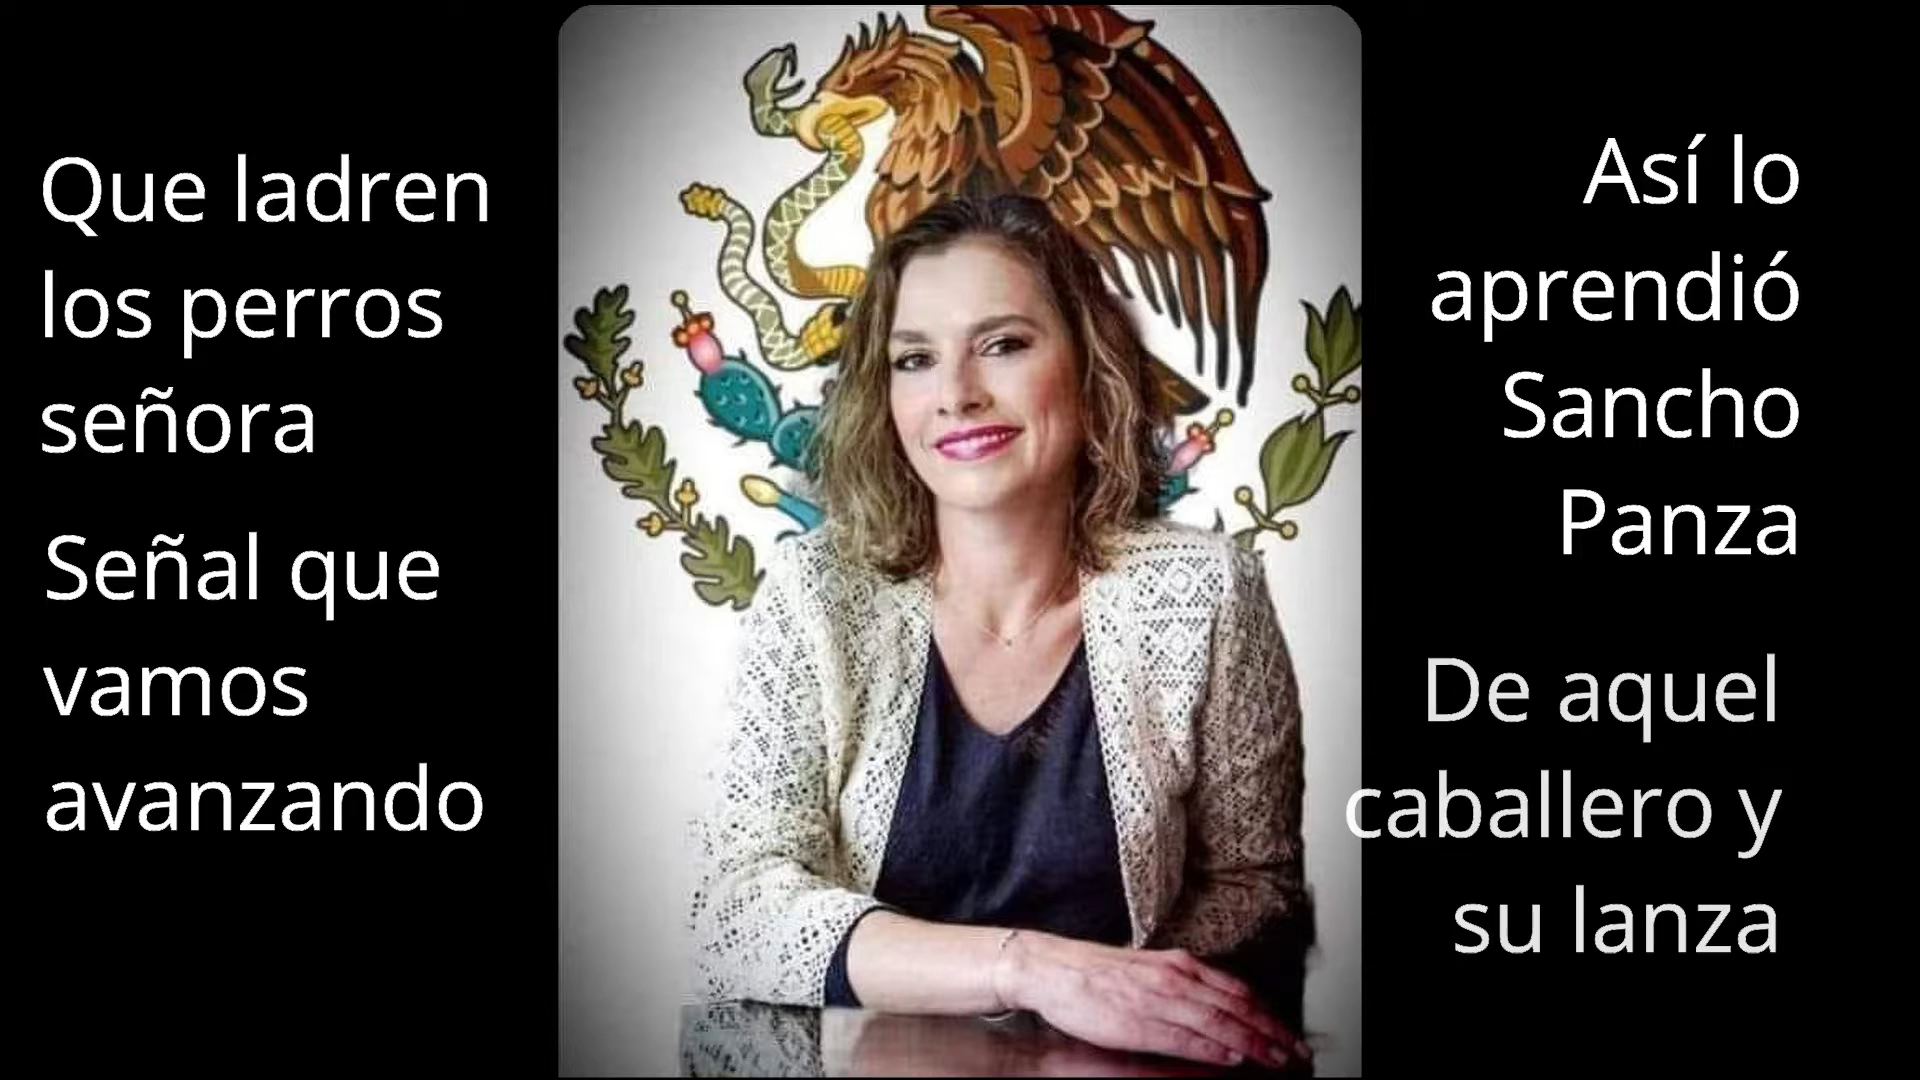 Que ladren
los perros
señora
Señal que
vamos
avanzando
Así lo
aprendió
Sancho
Panza
De aquel
caballero y
su lanza